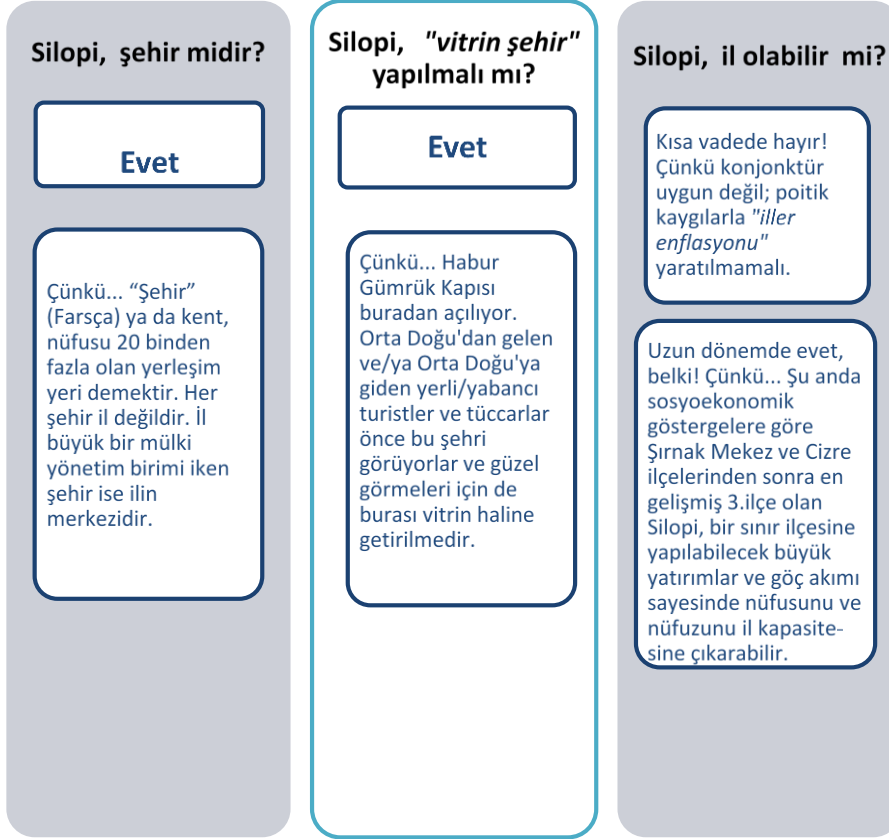 Silopi, şehir midir?
Evet
Çünkü... “Şehir”
(Farsça) ya da kent,
nüfusu 20 binden
fazla olan yerleşim
yeri demektir. Her
şehir il değildir. İl
büyük bir mülki
yönetim birimi iken
şehir ise ilin
merkezidir.
Silopi, "vitrin şehir"
yapılmalı mı?
Evet
Çünkü... Habur
Gümrük Kapısı
buradan açılıyor.
Orta Doğu'dan gelen
ve/ya Orta Doğu'ya
giden yerli/yabancı
turistler ve tüccarlar
önce bu şehri
görüyorlar ve güzel
görmeleri için de
burası vitrin haline
getirilmedir.
Silopi, il olabilir mi?
Kısa vadede hayır!
Çünkü konjonktür
uygun değil; poitik
kaygılarla "iller
enflasyonu"
yaratılmamalı.
Uzun dönemde evet,
belki! Çünkü... Şu anda
sosyoekonomik
göstergelere göre
Şırnak Mekez ve Cizre
ilçelerinden sonra en
gelişmiş 3.ilçe olan
Silopi, bir sınır ilçesine
yapılabilecek büyük
yatırımlar ve göç akımı
sayesinde nüfusunu ve
nüfuzunu il kapasite-
sine çıkarabilir.